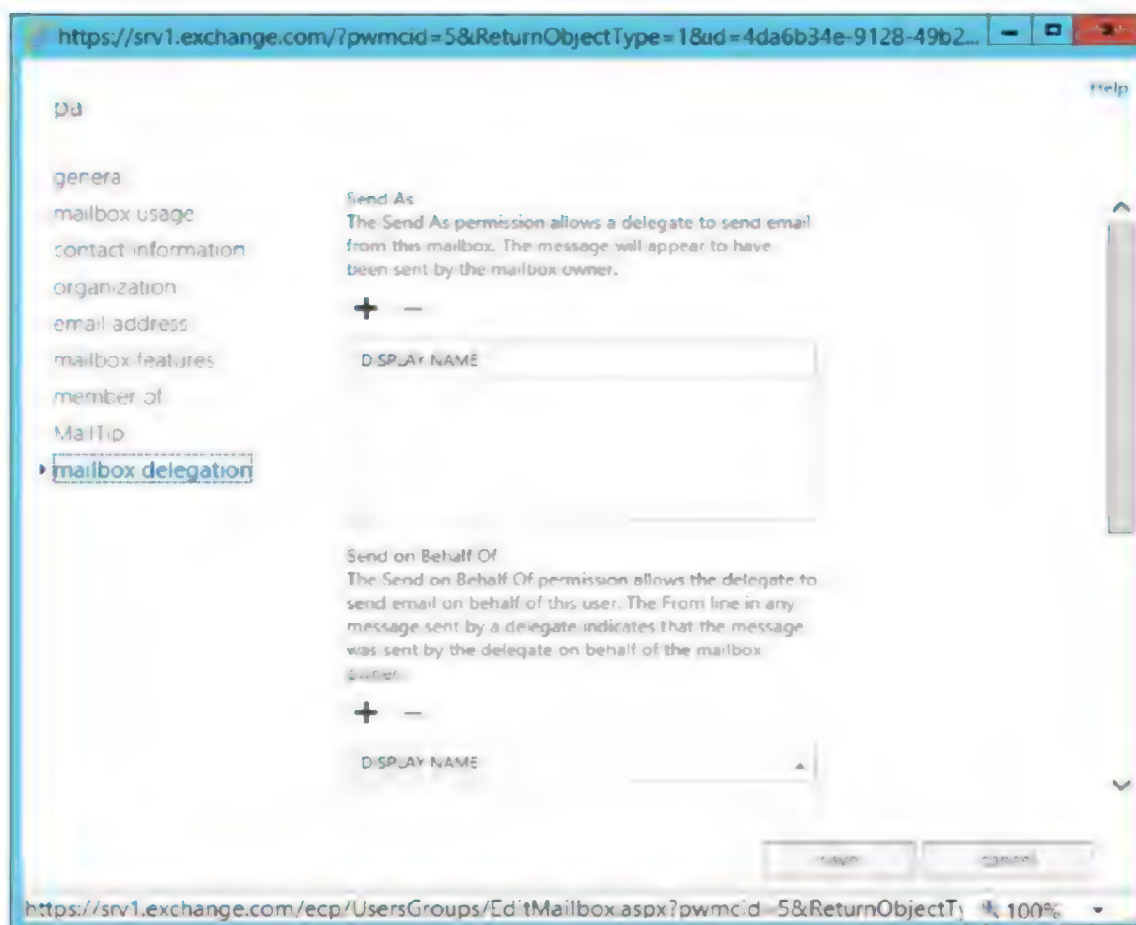 https://srv1.exchange.com/?pwmcid=5&ReturnObjectType=1&id=4da6b34e-9128-49b2...
Help
pa
general
mailbox usage
contact information
organization
email address
mailbox features
member of
MailTip
mailbox delegation
Send As
The Send As permission allows a delegate to send email
from this mailbox. The message will appear to have
been sent by the mailbox owner.
DISPLAY NAME
Send on Behalf Of
The Send on Behalf Of permission allows the delegate to
send email on behalf of this user. The From line in any
message sent by a delegate indicates that the message
was sent by the delegate on behalf of the mailbox
owner.
DISPLAY NAME
save
cancel
https://srv1.exchange.com/ecp/UsersGroups/EditMailbox.aspx?pwmcid=5&ReturnObjectTy
100%